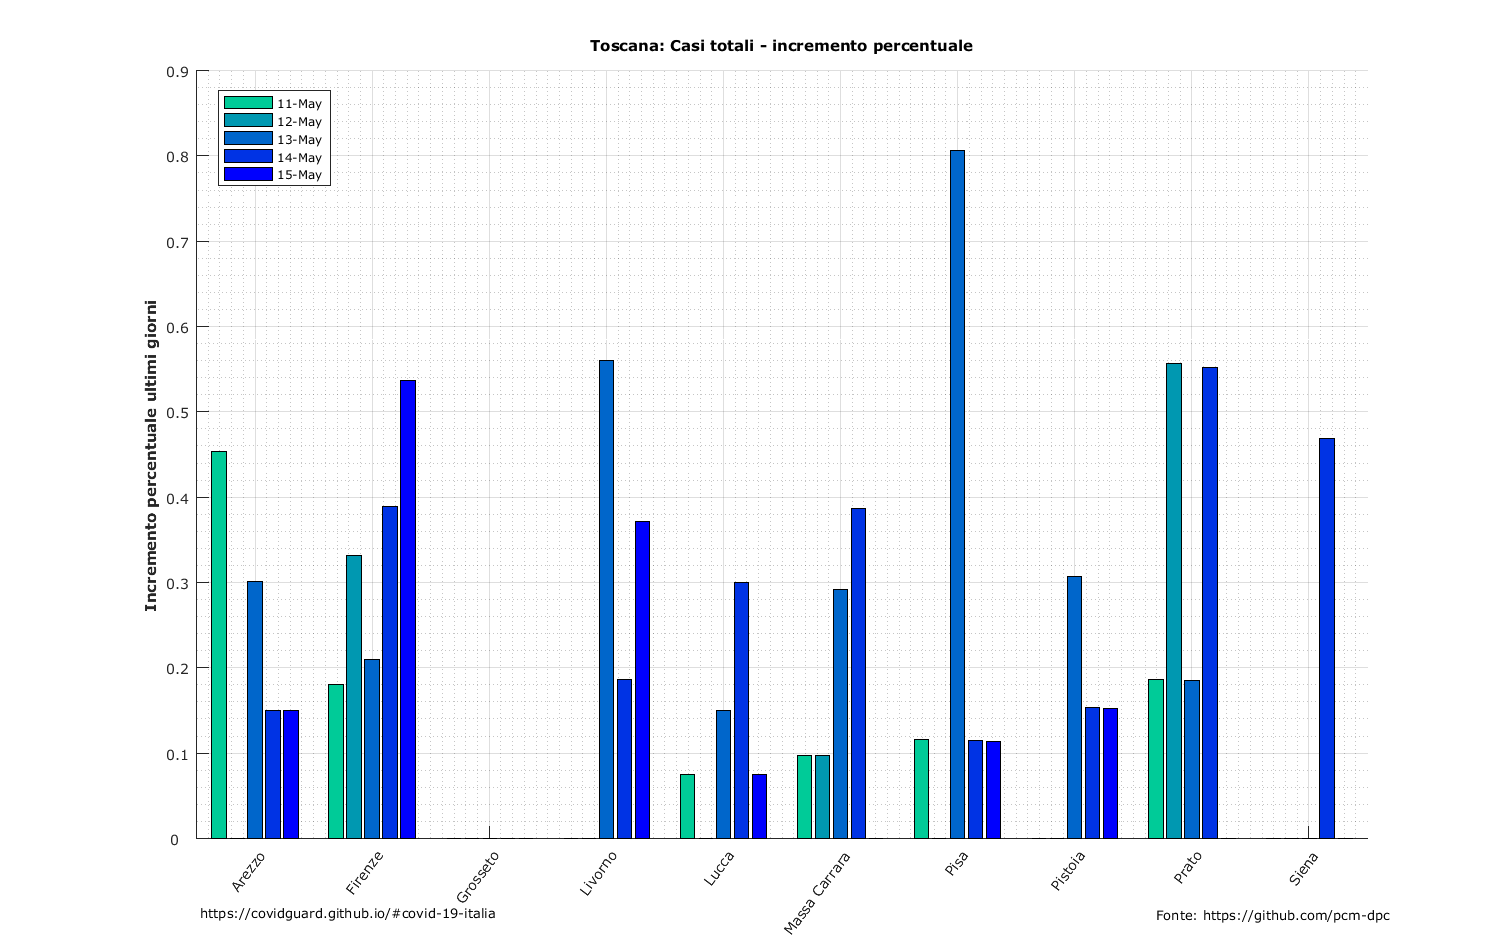 Toscana: Casi totali - incremento percentuale
Incremento percentuale ultimi giorni
0.9
0.8
0.7
0.6
0.5
0.4
0.3
0.2
0.1
0
11-May
12-May
13-May
14-May
15-May
Arezzo
Firenze
Grosseto
Livorno
Lucca
Massa Carrara
Pisa
Pistoia
Prato
Siena
https://covidguard.github.io/#covid-19-italia
Fonte: https://github.com/pcm-dpc